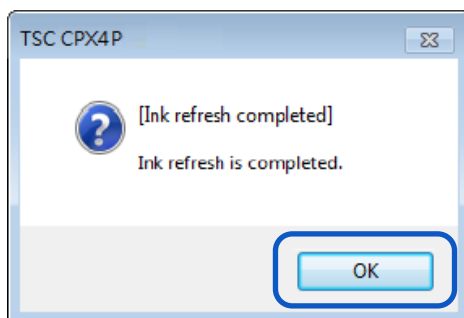 TSC CPX4P
[Ink refresh completed]
Ink refresh is completed.
OK